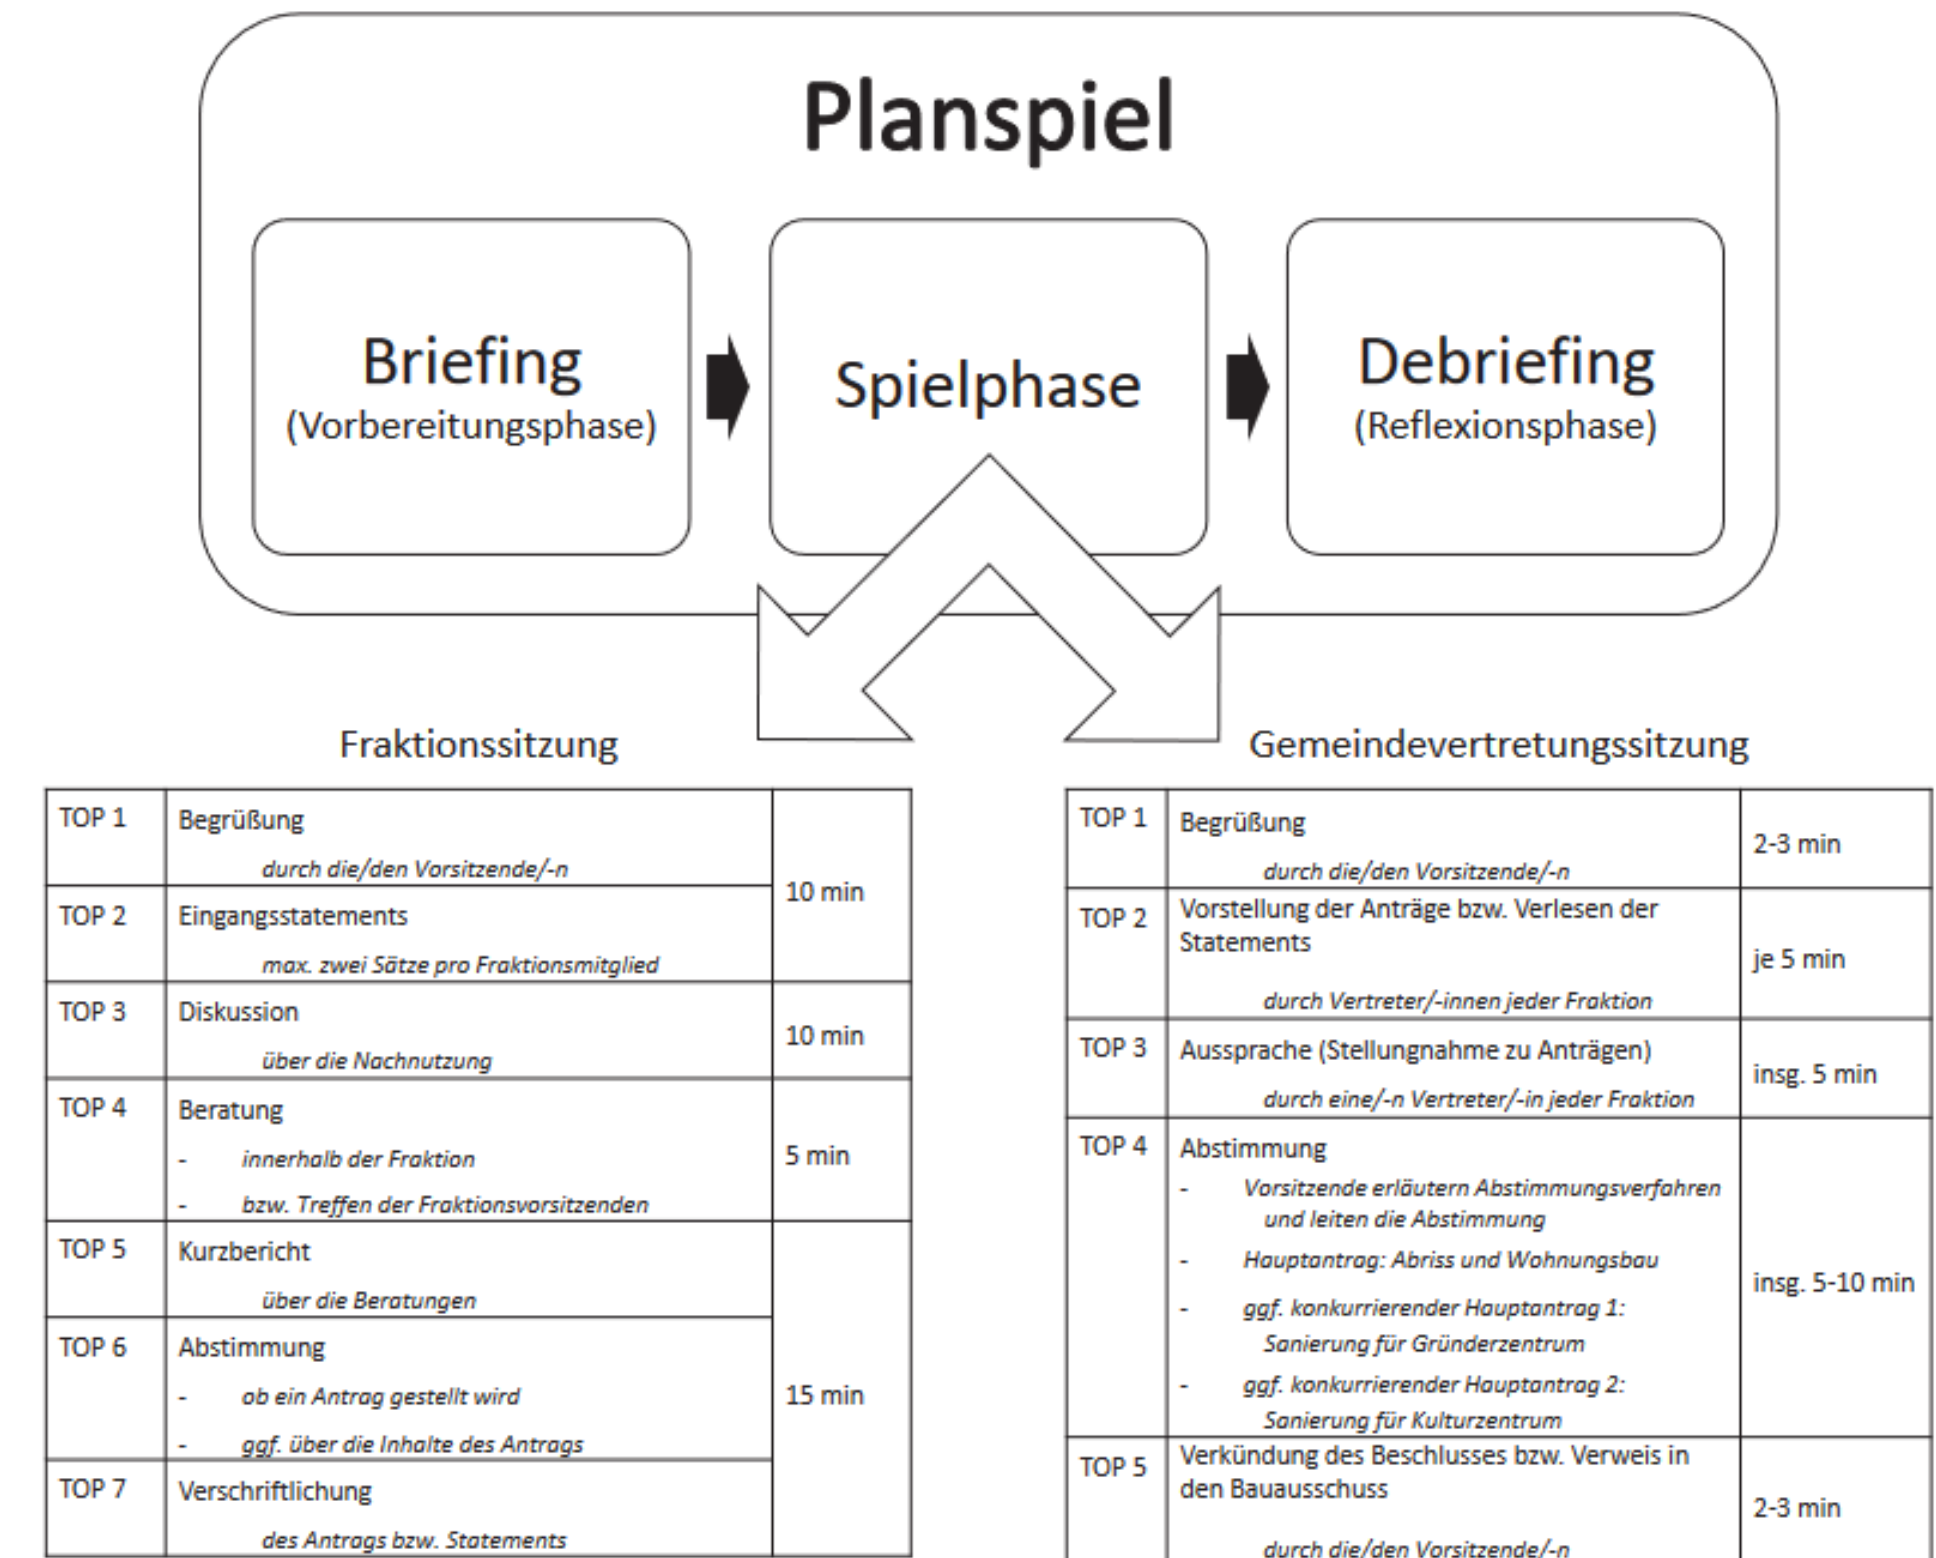 Planspiel
Briefing
(Vorbereitungsphase)
Spielphase
Debriefing
(Reflexionsphase)
Fraktionssitzung
TOP 1
Begrüßung
durch die/den Vorsitzende/-n
10 min
TOP 2
Eingangsstatements
max. zwei Sätze pro Fraktionsmitglied
TOP 3
Diskussion
über die Nachnutzung
10 min
TOP 4
Beratung
- innerhalb der Fraktion
- bzw. Treffen der Fraktionsvorsitzenden
5 min
TOP 5
Kurzbericht
über die Beratungen
15 min
TOP 6
Abstimmung
- ob ein Antrag gestellt wird
- ggf. über die Inhalte des Antrags
TOP 7
Verschriftlichung
des Antrags bzw. Statements
Gemeindevertretungssitzung
TOP 1
Begrüßung
durch die/den Vorsitzende/-n
2-3 min
TOP 2
Vorstellung der Anträge bzw. Verlesen der
Statements
durch Vertreter/-innen jeder Fraktion
je 5 min
TOP 3
Aussprache (Stellungnahme zu Anträgen)
durch eine/-n Vertreter/-in jeder Fraktion
insg. 5 min
TOP 4
Abstimmung
- Vorsitzende erläutern Abstimmungsverfahren
und leiten die Abstimmung
- Hauptantrag: Abriss und Wohnungsbau
- ggf. konkurrierender Hauptantrag 1:
Sanierung für Gründerzentrum
- ggf. konkurrierender Hauptantrag 2:
Sanierung für Kulturzentrum
insg. 5-10 min
TOP 5
Verkündung des Beschlusses bzw. Verweis in
den Bauausschuss
durch die/den Vorsitzende/-n
2-3 min